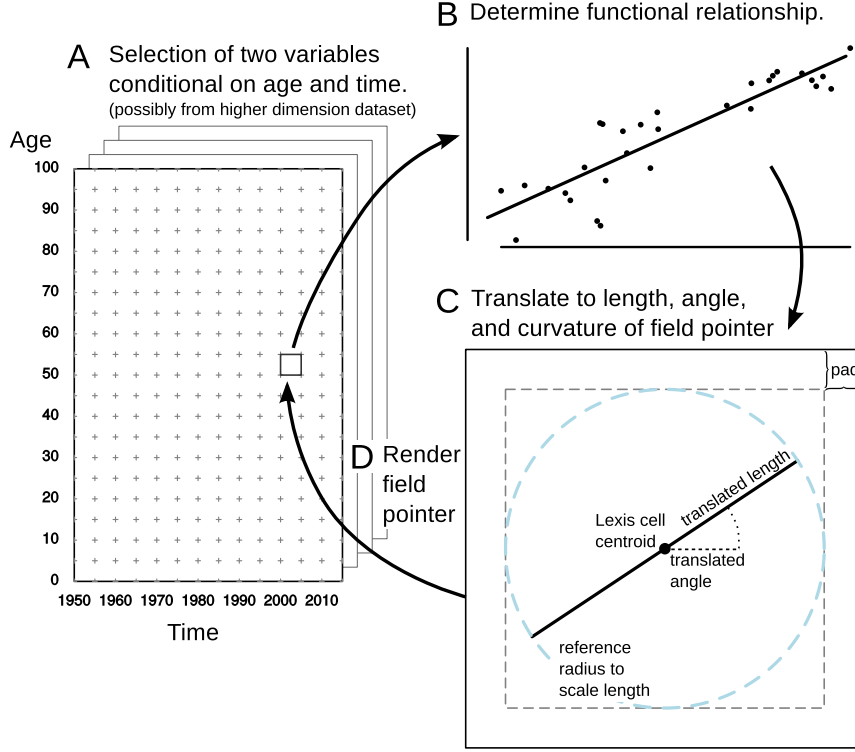 A
Selection of two variables
conditional on age and time.
(possibly from higher dimension dataset)
Age
100
90
80
70
60
50
40
30
20
10
0
1950 1960 1970 1980 1990 2000 2010
Time
B
Determine functional relationship.
C
Translate to length, angle,
and curvature of field pointer
translated length
Lexis cell
centroid
translated
angle
reference
radius to
scale length
D
Render
field
pointer